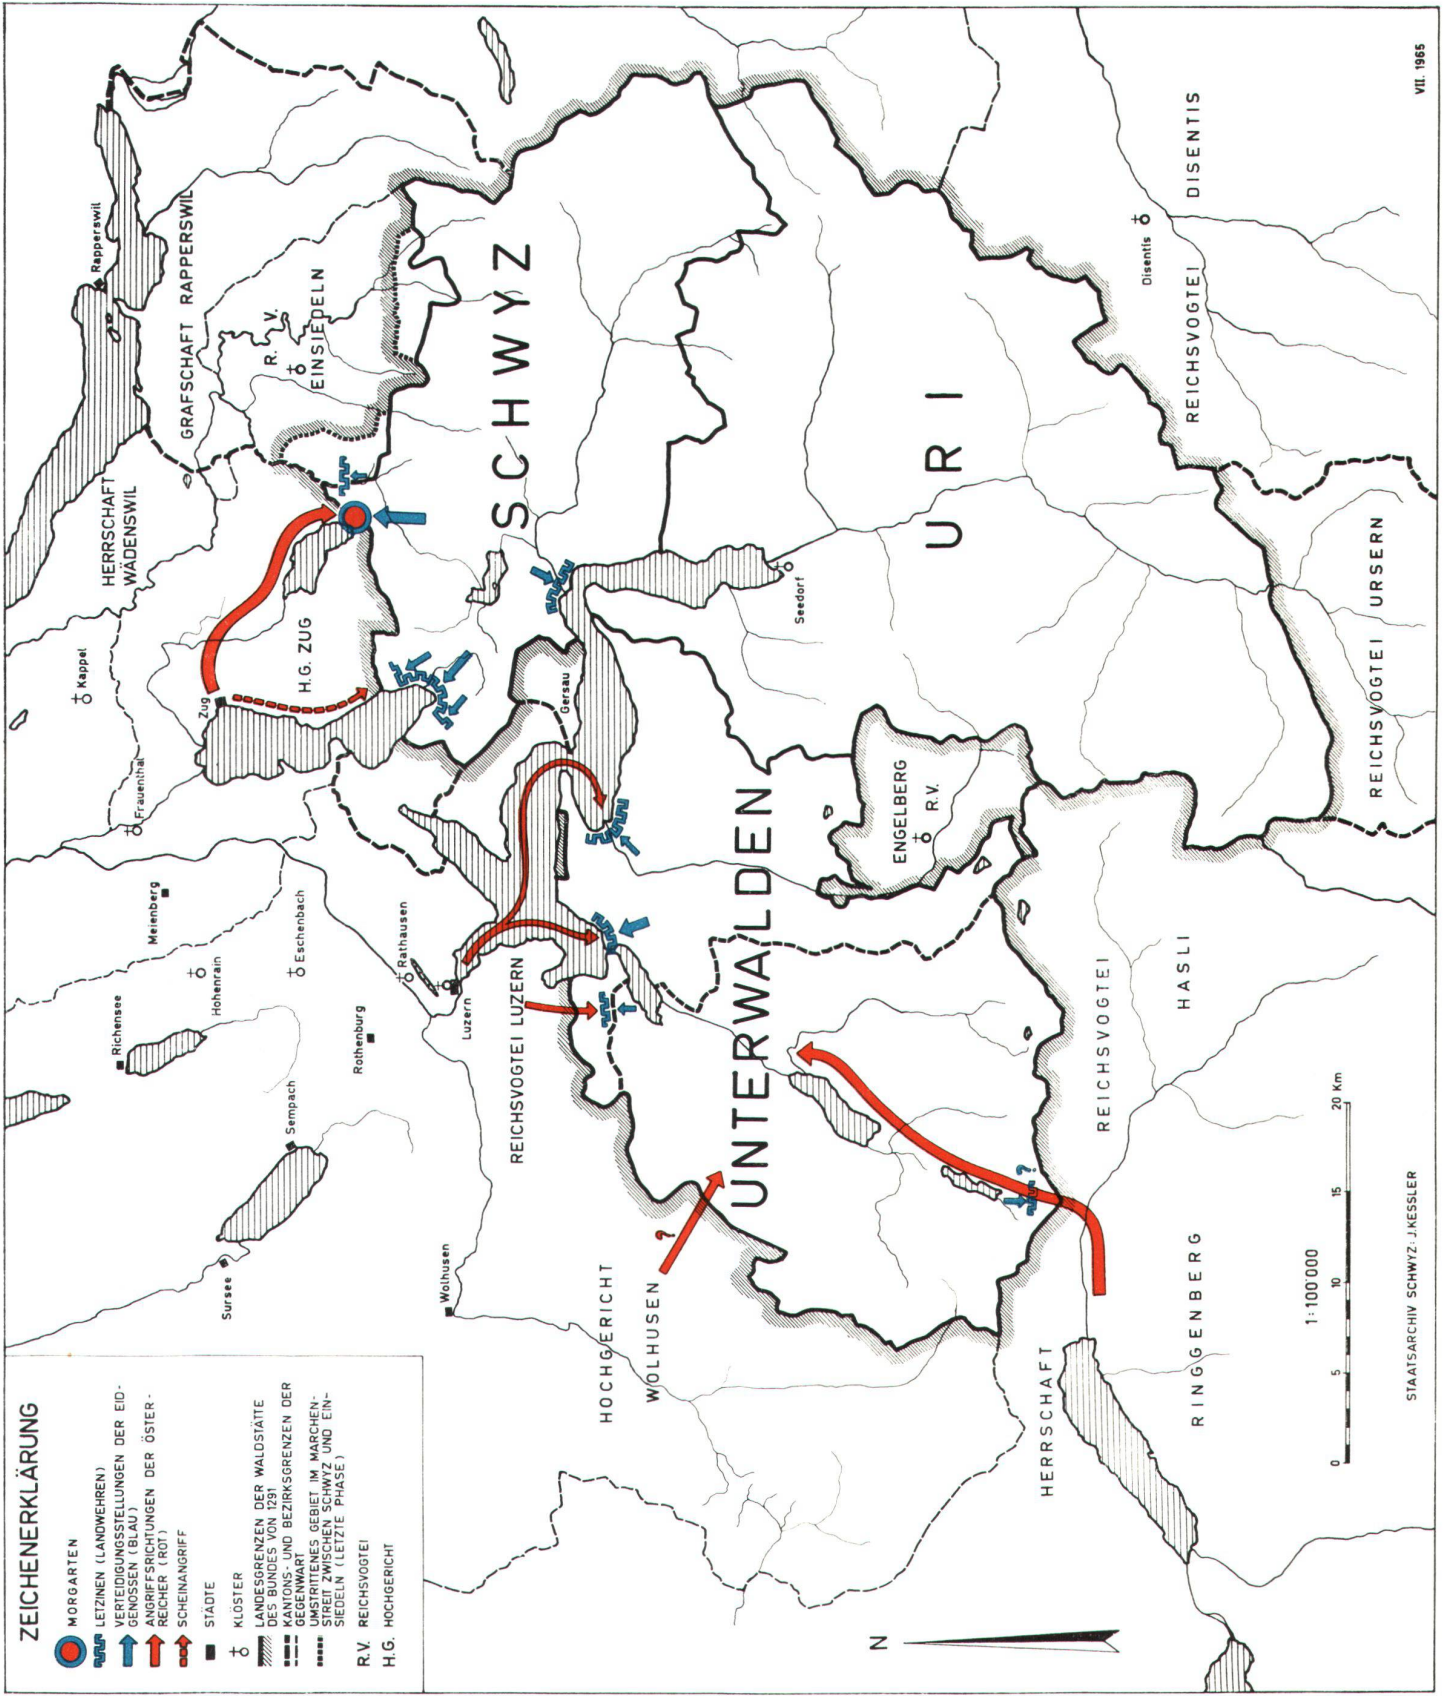 ZEICHENERKLÄRUNG
MORGARTEN
LETZINEN (LANDWEHREN)
VERTEIDIGUNGSSTELLUNGEN DER EID-
GENOSSEN (BLAU)
ANGRIFFSRICHTUNGEN DER ÖSTER-
REICHER (ROT)
SCHEINANGRIFF
STÄDTE
KLÖSTER
LANDESGRENZEN DER WALDSTÄTTE
DES BUNDES VON 1291
KANTONS- UND BEZIRKSGRENZEN DER
GEGENWART
UMSTRITTENES GEBIET IM MARCHEN-
STREIT ZWISCHEN SCHWYZ UND EIN-
SIEDELN (LETZTE PHASE)
R.V. REICHSVOGTEI
H.G. HOCHGERICHT
Sursee
Sempach
Richensee
Hohenrain
Meienberg
Eschenbach
Rothenburg
Rathausen
Luzern
Wolhusen
Frauenthal
Kappel
Zug
H.G. ZUG
HERRSCHAFT
WÄDENSWIL
GRAFSCHAFT RAPPERSWIL
Rapperswil
R. V.
EINSIEDELN
SCHWYZ
REICHSVOGTEI LUZERN
Gersau
HOCHGERICHT
WOLHUSEN
?
UNTERWALDEN
Seedorf
URI
ENGELBERG
R.V.
?
HERRSCHAFT
RINGGENBERG
REICHSVOGTEI
HASLI
REICHSVOGTEI URSERN
REICHSVOGTEI DISENTIS
Disentis
N
1:100'000
0 5 10 15 20 Km
STAATSARCHIV SCHWYZ: J.KESSLER
VII. 1965